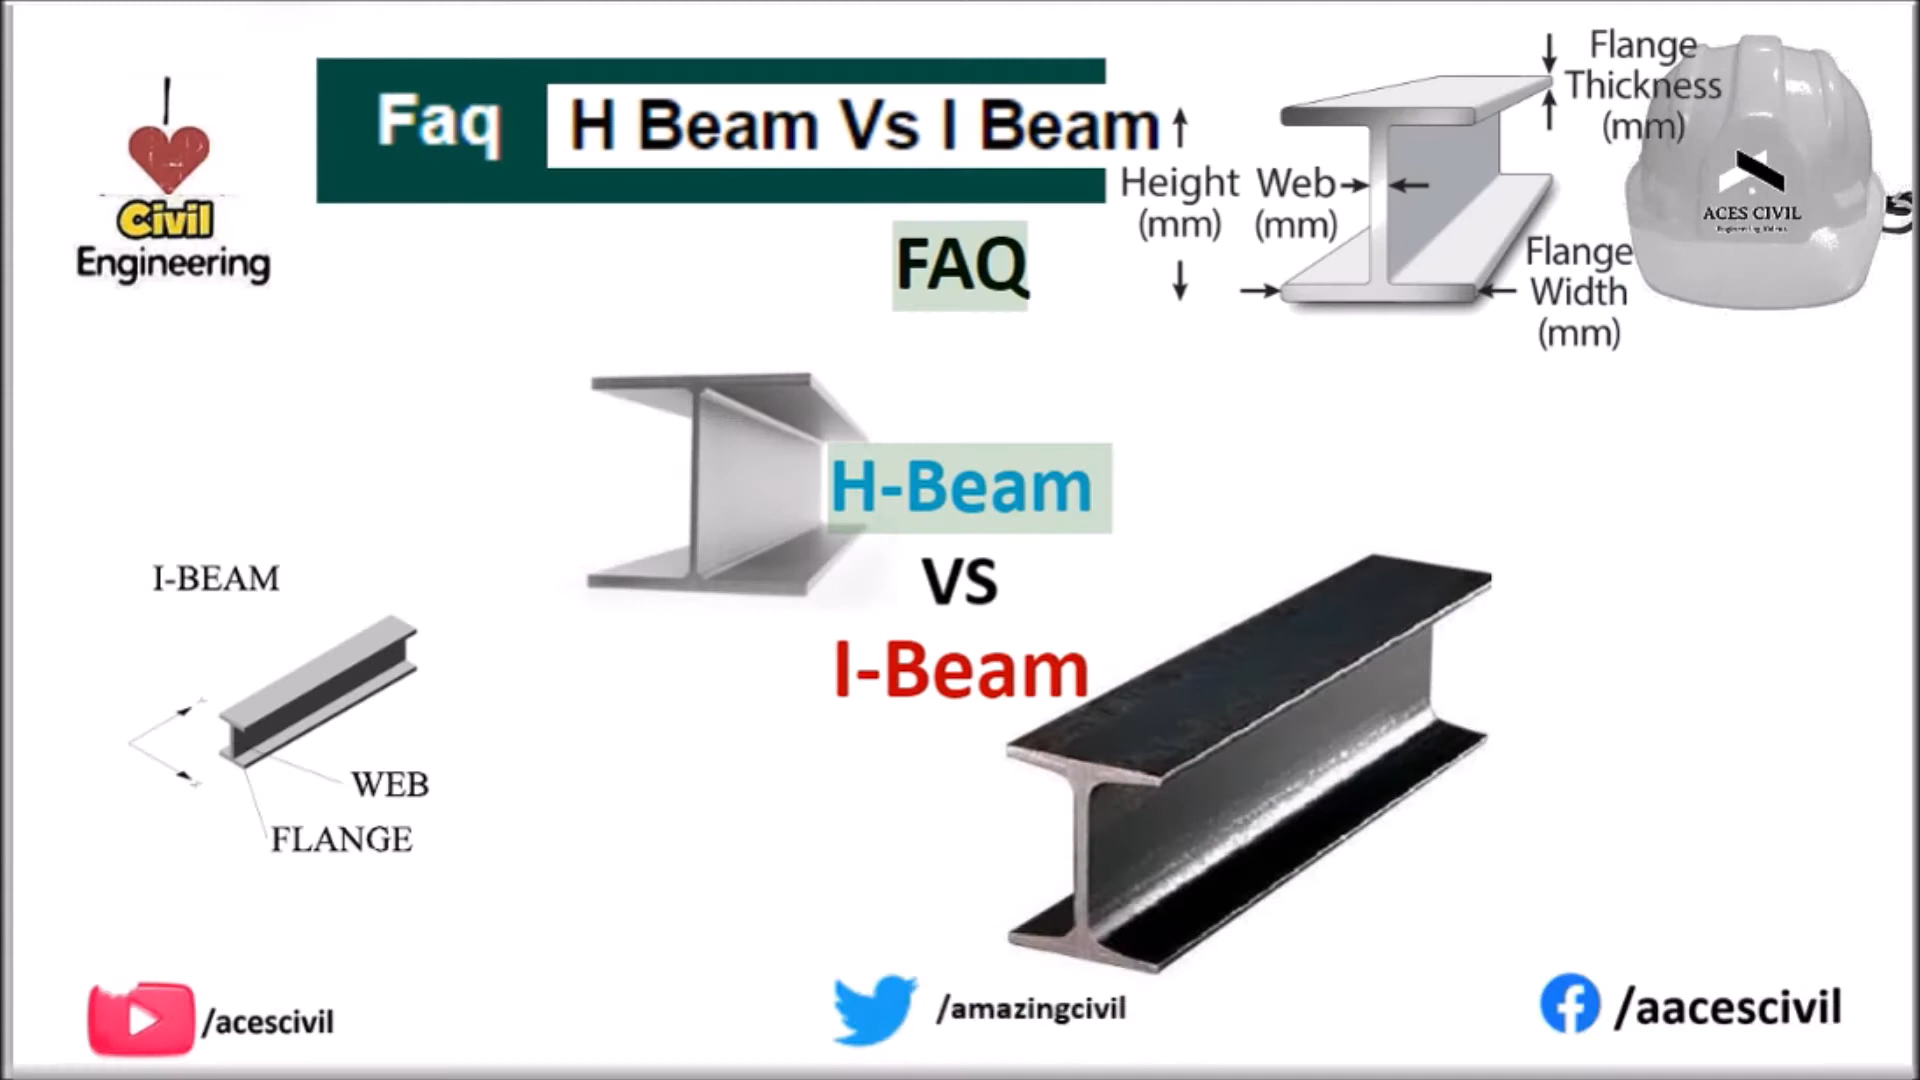 I
Civil
Engineering
Faq
H Beam Vs I Beam
FAQ
Height
(mm)
Web
(mm)
Flange
Thickness
(mm)
Flange
Width
(mm)
ACES CIVIL
H-Beam
VS
I-Beam
I-BEAM
WEB
FLANGE
/acescivil
/amazingcivil
/aacescivil